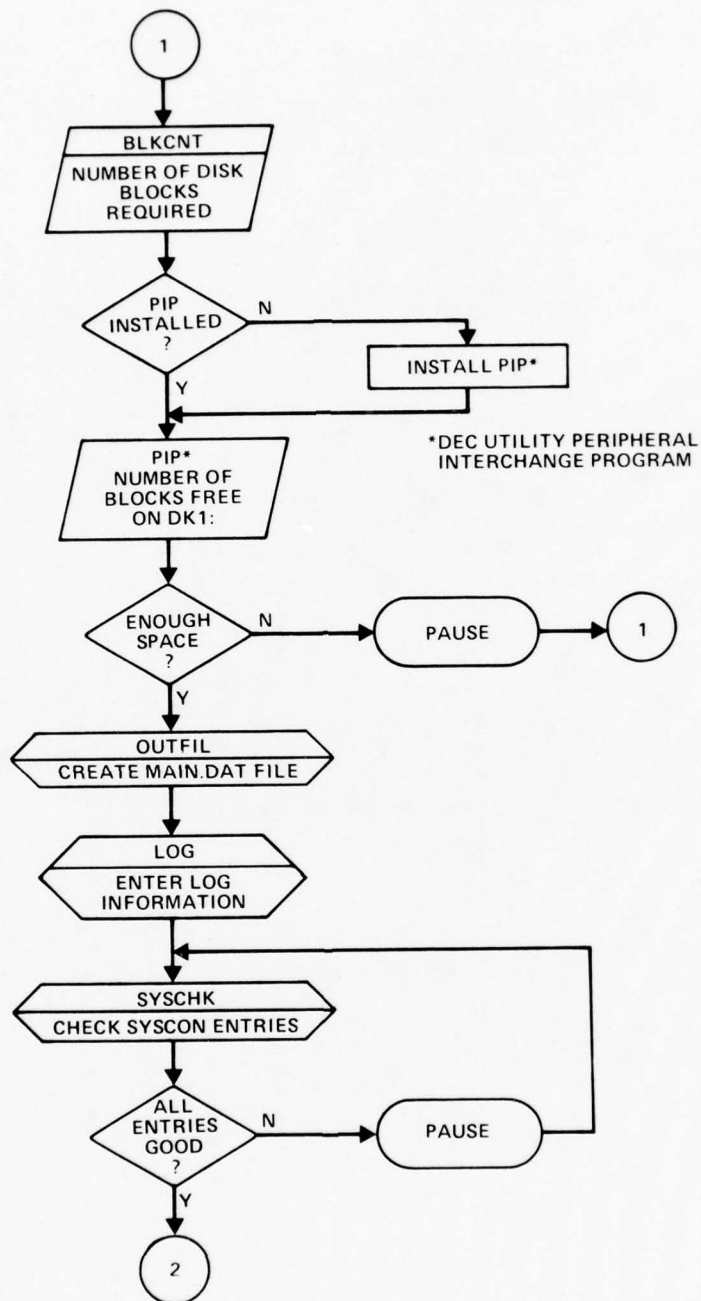 1
BLKCNT
NUMBER OF DISK
BLOCKS
REQUIRED
PIP
INSTALLED
?
N
Y
INSTALL PIP*
*DEC UTILITY PERIPHERAL
INTERCHANGE PROGRAM
PIP*
NUMBER OF
BLOCKS FREE
ON DK1:
ENOUGH
SPACE
?
N
PAUSE
1
Y
OUTFIL
CREATE MAIN.DAT FILE
LOG
ENTER LOG
INFORMATION
SYSCHK
CHECK SYSCON ENTRIES
ALL
ENTRIES
GOOD
?
N
PAUSE
Y
2